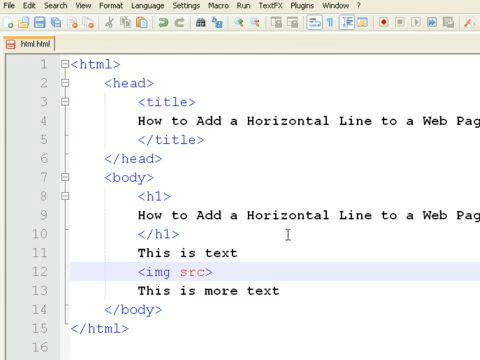 Edit Search View Format Language Settings Macro Run TextFX Plugins Window ?
html.html
1 <html>
2 <head>
3 <title>
4 How to Add a Horizontal Line to a Web Pag
5 </title>
6 </head>
7 <body>
8 <h1>
9 How to Add a Horizontal Line to a Web Pag
10 </h1>
11 This is text
12 <img src>
13 This is more text
14 </body>
15 </html>
16